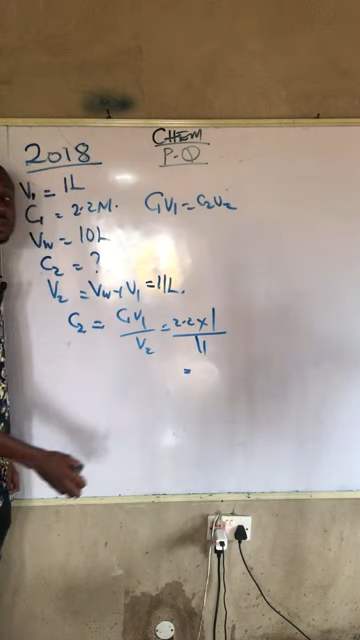 CHEM
P-Q
2018
V₁ = 1L
C₁ = 2.2M. C₁V₁ = C₂V₂
Vw = 10L
C₂ = ?
V₂ = Vw + V₁ = 11L.
C₂ = C₁V₁ / V₂ = 2.2 x 1 / 11
=